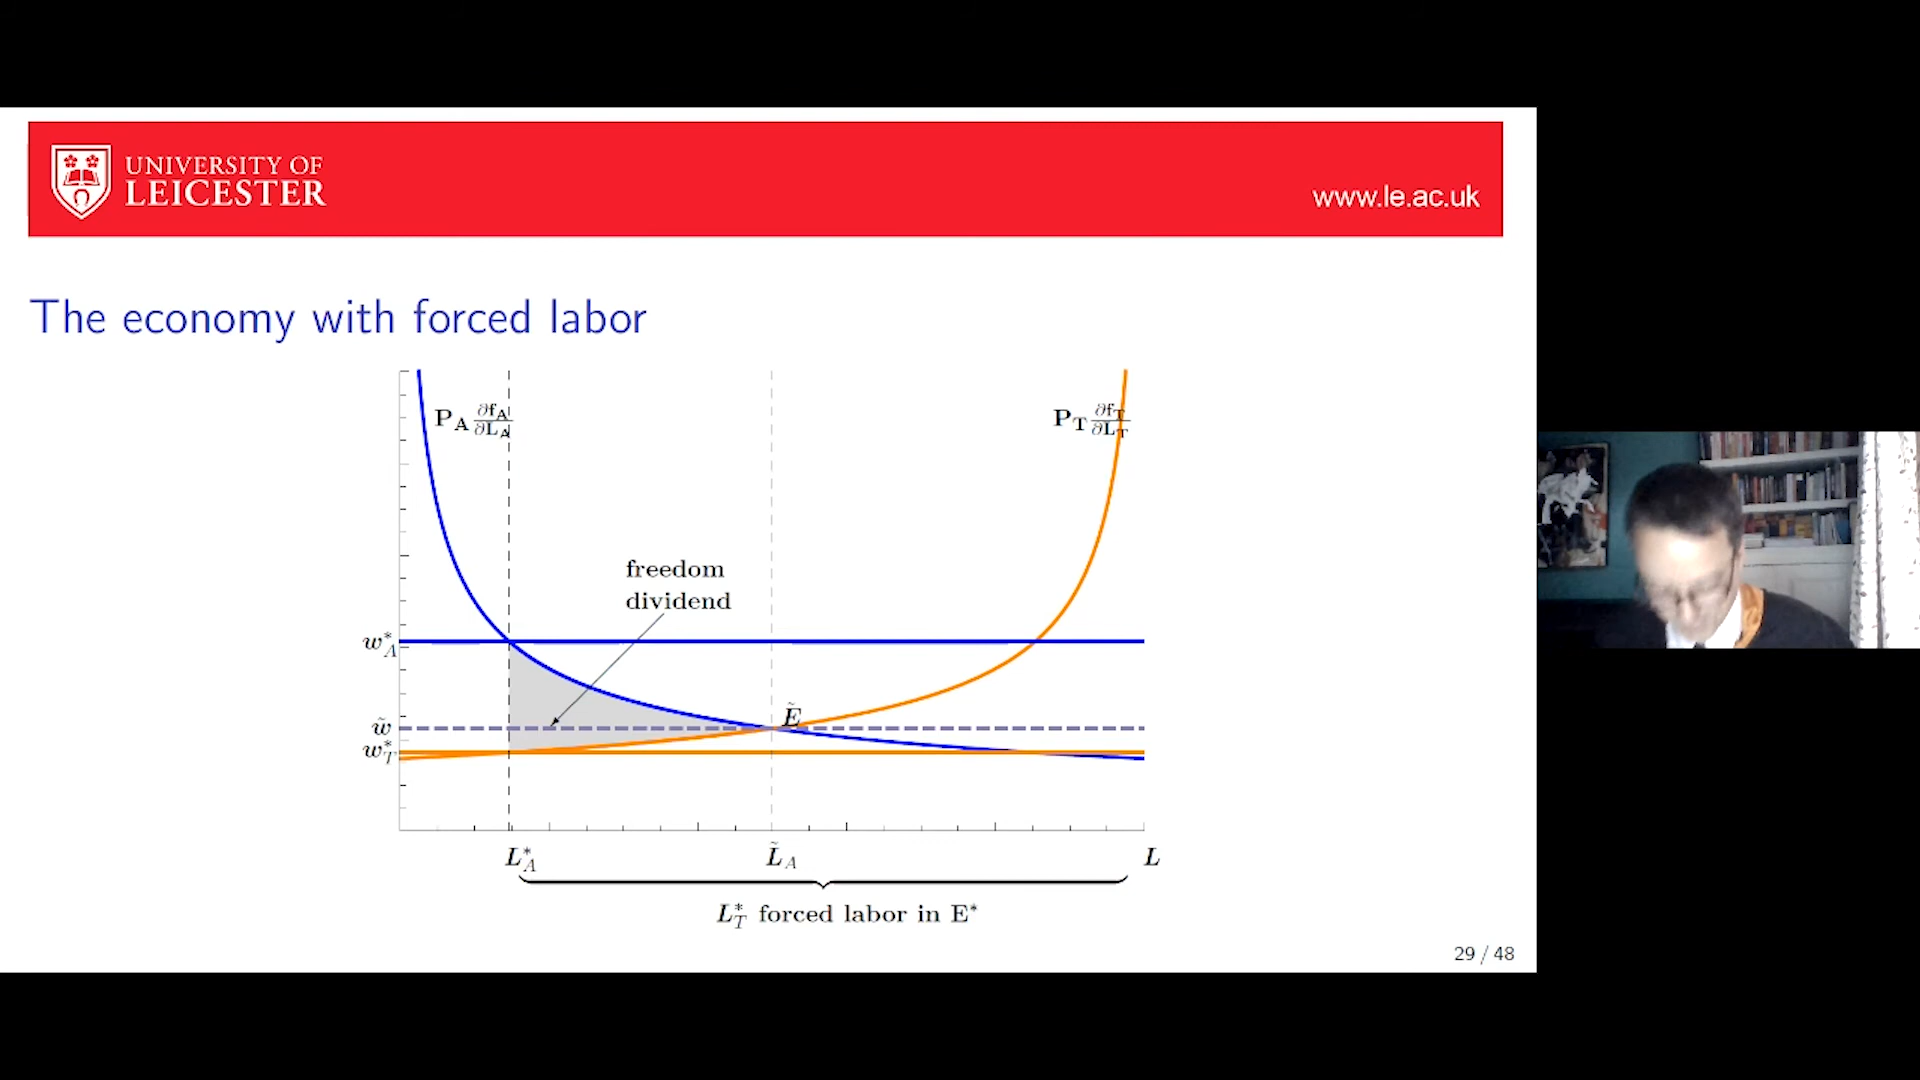 UNIVERSITY OF
LEICESTER
www.le.ac.uk
The economy with forced labor
P_A ∂f_A/∂L_A
P_T ∂f_T/∂L_T
freedom
dividend
w*_A
w̃
w*_T
Ẽ
L*_A
L̃_A
L
L*_T forced labor in E*
29 / 48